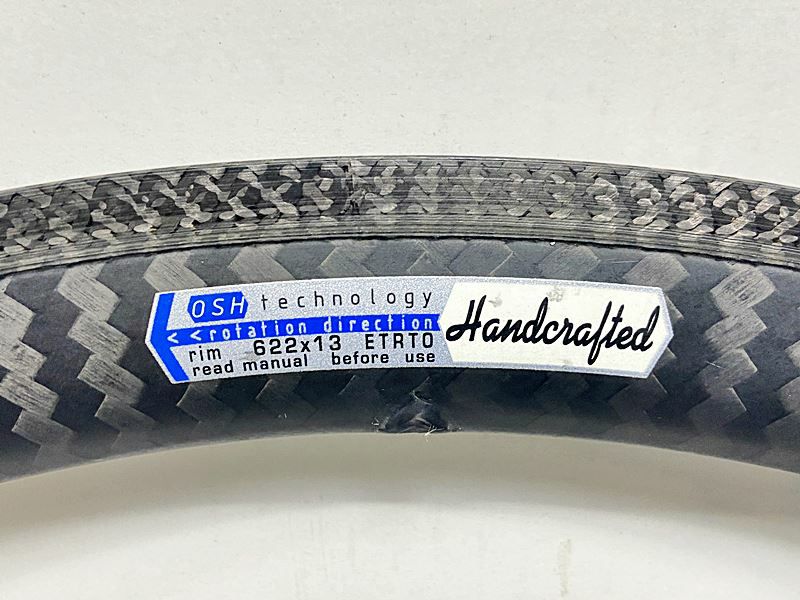 OSH technology
<<rotation direction
rim 622x13 ETRTO
read manual before use
Handcrafted